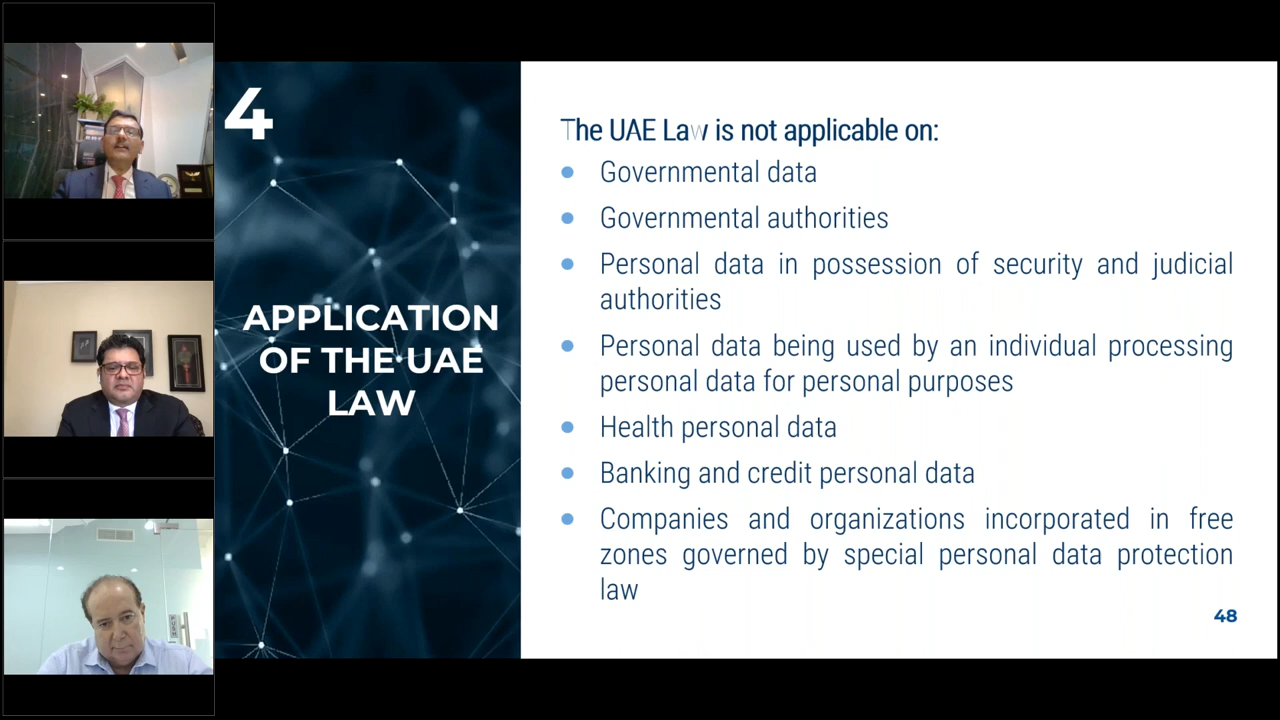 4
APPLICATION
OF THE UAE
LAW
The UAE Law is not applicable on:
● Governmental data
● Governmental authorities
● Personal data in possession of security and judicial
authorities
● Personal data being used by an individual processing
personal data for personal purposes
● Health personal data
● Banking and credit personal data
● Companies and organizations incorporated in free
zones governed by special personal data protection
law
48